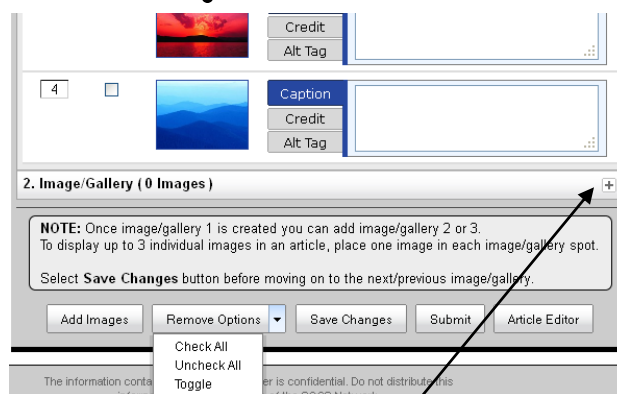 Credit
Alt Tag
4
Caption
Credit
Alt Tag
2. Image/Gallery ( 0 Images )
NOTE: Once image/gallery 1 is created you can add image/gallery 2 or 3.
To display up to 3 individual images in an article, place one image in each image/gallery spot.
Select Save Changes button before moving on to the next/previous image/gallery.
Add Images
Remove Options
Save Changes
Submit
Article Editor
Check All
Uncheck All
Toggle
The information conta
er is confidential. Do not distribute this